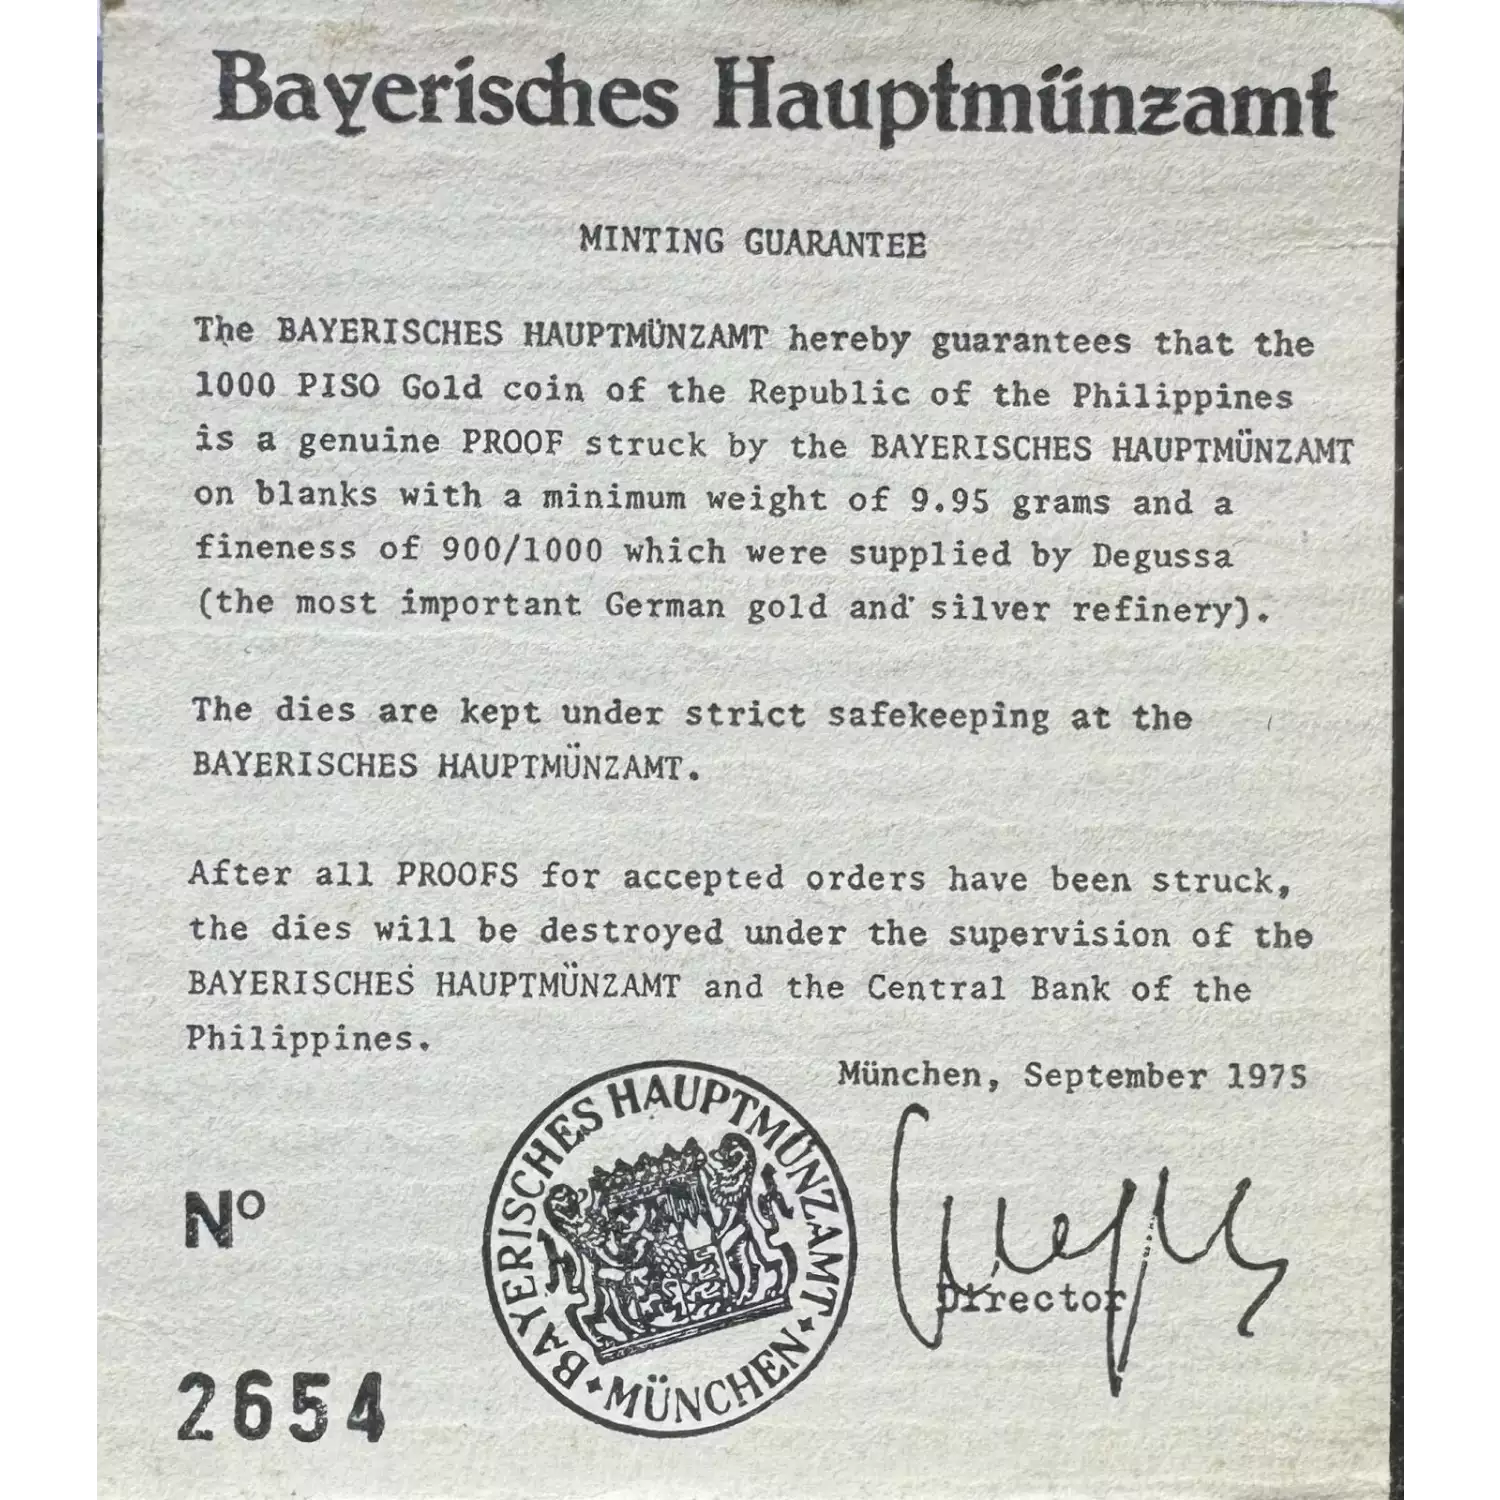 Bayerisches Hauptmünzamt
MINTING GUARANTEE
The BAYERISCHES HAUPTMÜNZAMT hereby guarantees that the
1000 PISO Gold coin of the Republic of the Philippines
is a genuine PROOF struck by the BAYERISCHES HAUPTMÜNZAMT
on blanks with a minimum weight of 9.95 grams and a
fineness of 900/1000 which were supplied by Degussa
(the most important German gold and silver refinery).
The dies are kept under strict safekeeping at the
BAYERISCHES HAUPTMÜNZAMT.
After all PROOFS for accepted orders have been struck,
the dies will be destroyed under the supervision of the
BAYERISCHES HAUPTMÜNZAMT and the Central Bank of the
Philippines.
München, September 1975
BAYERISCHES HAUPTMÜNZAMT
MÜNCHEN
Director
Nº
2654